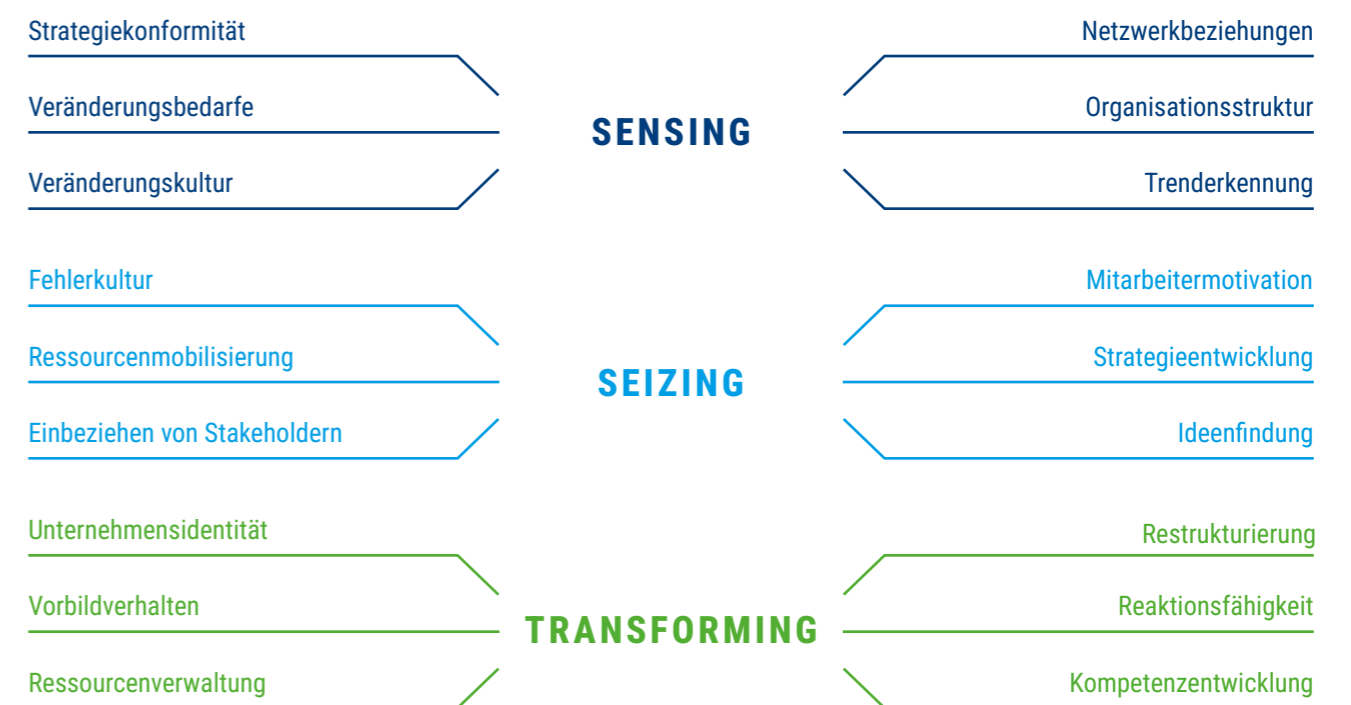 Strategiekonformität
Netzwerkbeziehungen
Veränderungsbedarfe
SENSING
Organisationsstruktur
Veränderungskultur
Trenderkennung
Fehlerkultur
Mitarbeitermotivation
Ressourcenmobilisierung
SEIZING
Strategieentwicklung
Einbeziehen von Stakeholdern
Ideenfindung
Unternehmensidentität
Restrukturierung
Vorbildverhalten
TRANSFORMING
Reaktionsfähigkeit
Ressourcenverwaltung
Kompetenzentwicklung